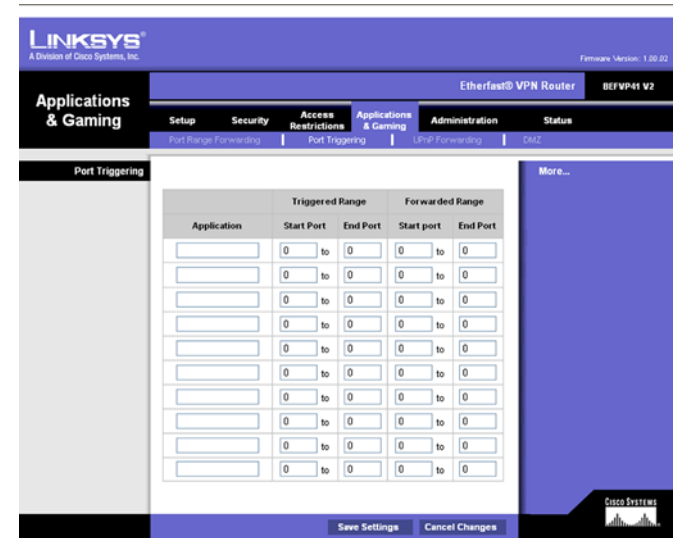 LINKSYS®
A Division of Cisco Systems, Inc.
Firmware Version: 1.00.02
Etherfast® VPN Router BEFVP41 V2
Applications & Gaming
Setup Security Access Restrictions Applications & Gaming Administration Status
Port Range Forwarding Port Triggering UPnP Forwarding DMZ
Port Triggering
More...
Triggered Range Forwarded Range
Application Start Port End Port Start port End Port
0 to 0 0 to 0
0 to 0 0 to 0
0 to 0 0 to 0
0 to 0 0 to 0
0 to 0 0 to 0
0 to 0 0 to 0
0 to 0 0 to 0
0 to 0 0 to 0
0 to 0 0 to 0
0 to 0 0 to 0
Save Settings Cancel Changes
CISCO SYSTEMS